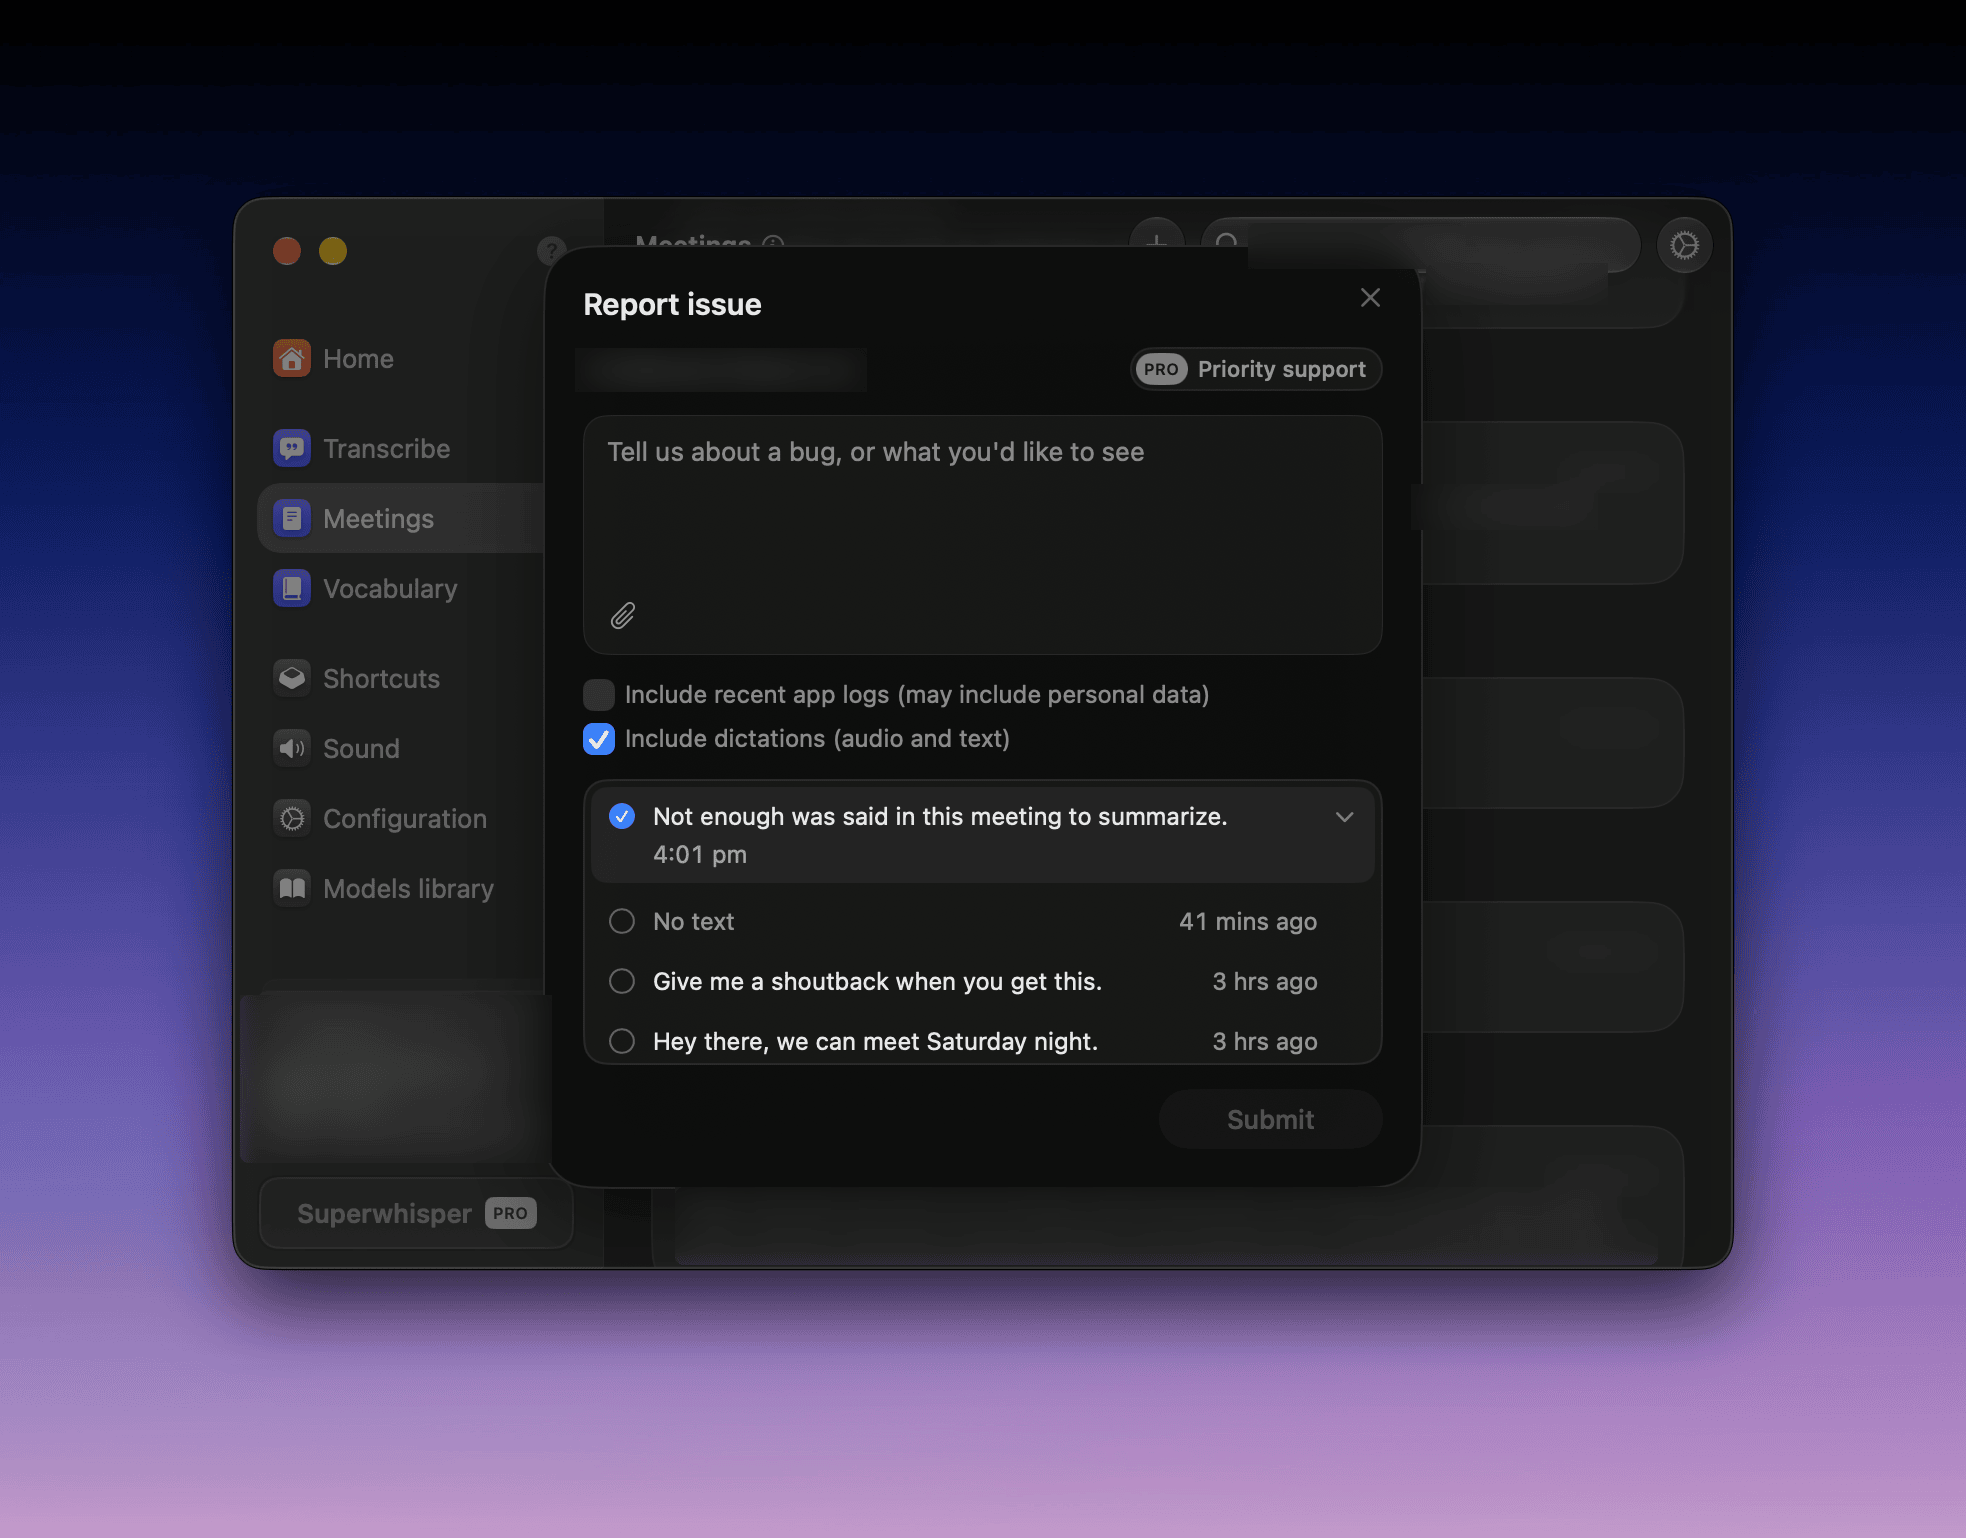 Meetings
?
Home
Transcribe
Meetings
Vocabulary
Shortcuts
Sound
Configuration
Models library
Superwhisper PRO
Report issue
PRO Priority support
Tell us about a bug, or what you'd like to see
Include recent app logs (may include personal data)
Include dictations (audio and text)
Not enough was said in this meeting to summarize.
4:01 pm
No text 41 mins ago
Give me a shoutback when you get this. 3 hrs ago
Hey there, we can meet Saturday night. 3 hrs ago
Submit